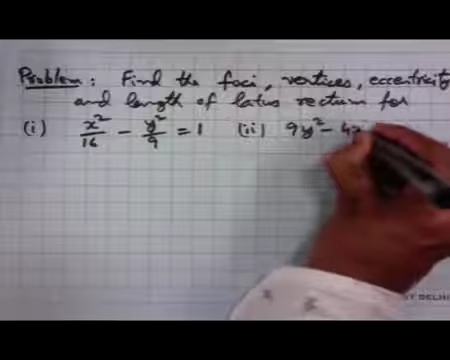 Problem: Find the foci, vertices, eccentricity
and length of latus rectum for
(i) x²/16 - y²/9 = 1 (ii) 9y² - 4x